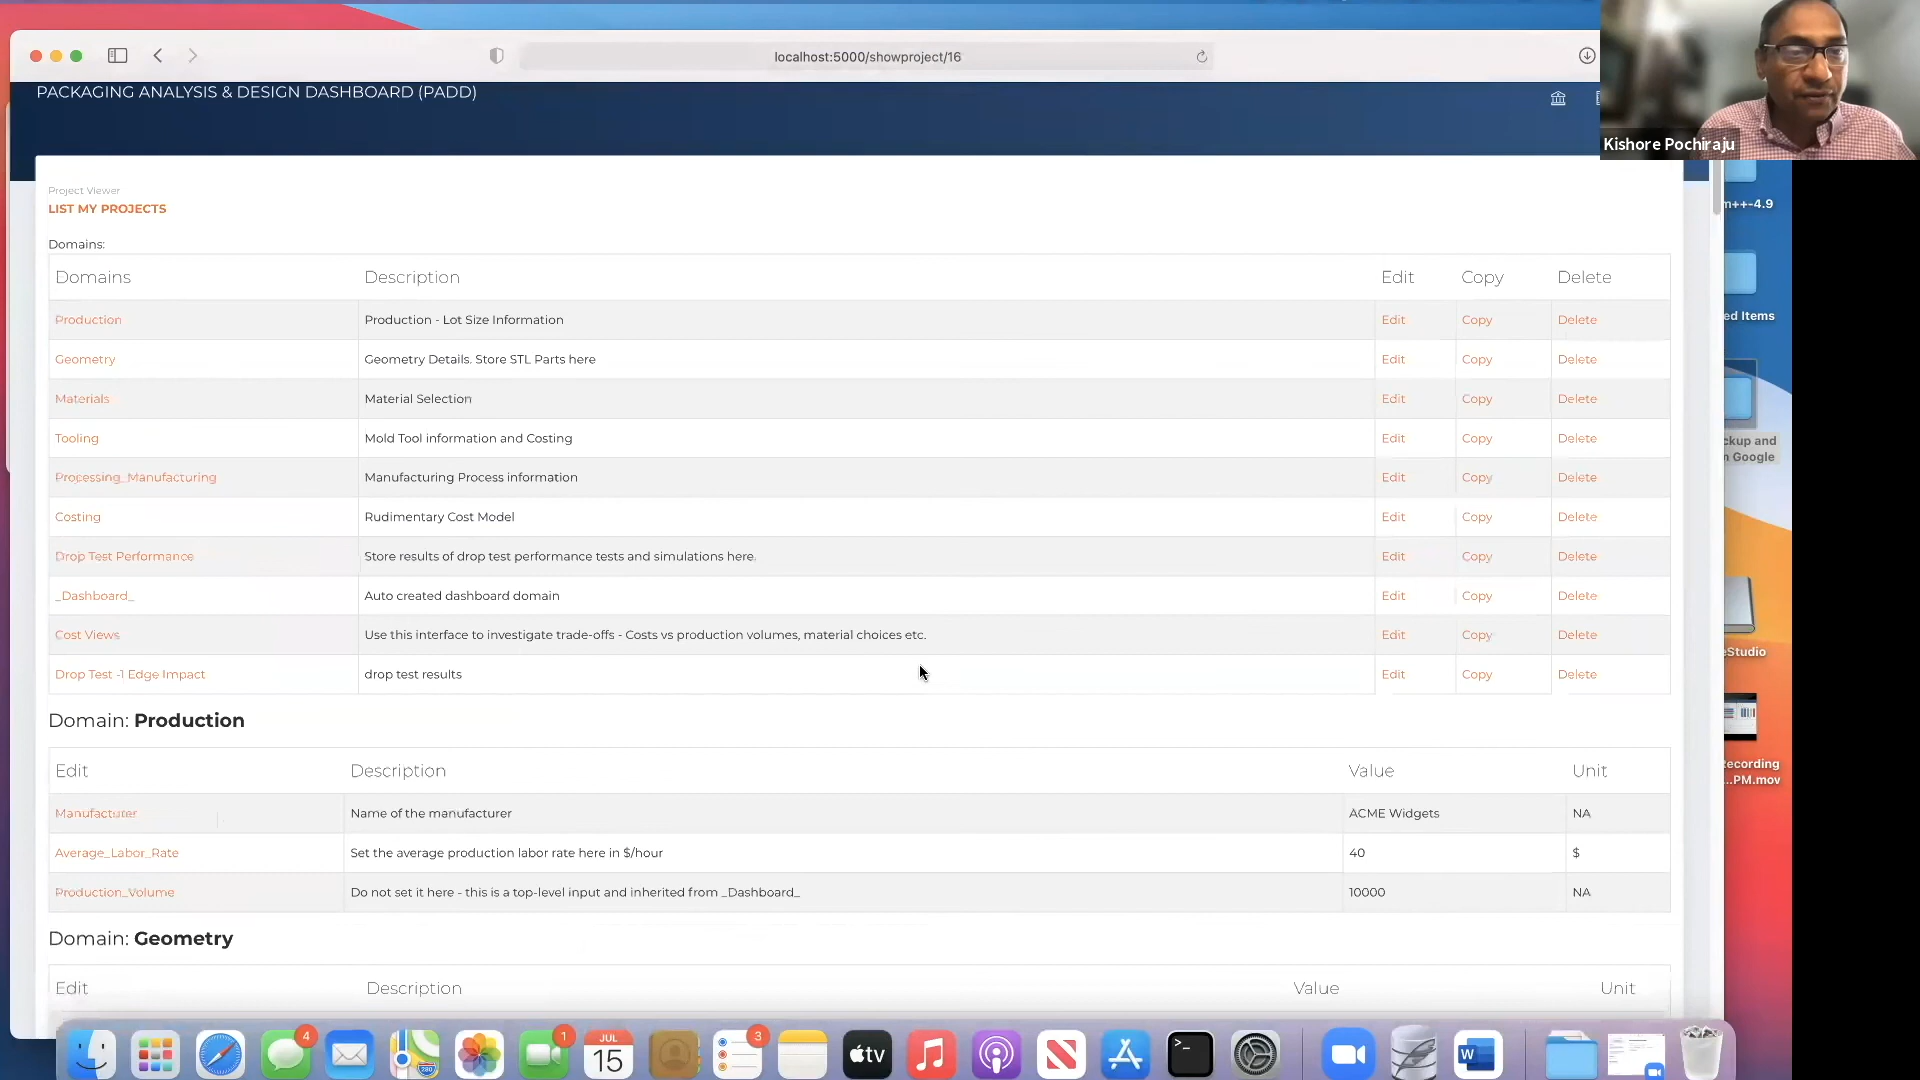 localhost:5000/showproject/16
PACKAGING ANALYSIS & DESIGN DASHBOARD (PADD)
Kishore Pochiraju
Project Viewer
LIST MY PROJECTS
Domains:
Domains Description Edit Copy Delete
Production Production - Lot Size Information Edit Copy Delete
Geometry Geometry Details. Store STL Parts here Edit Copy Delete
Materials Material Selection Edit Copy Delete
Tooling Mold Tool information and Costing Edit Copy Delete
Processing_Manufacturing Manufacturing Process information Edit Copy Delete
Costing Rudimentary Cost Model Edit Copy Delete
Drop Test Performance Store results of drop test performance tests and simulations here. Edit Copy Delete
_Dashboard_ Auto created dashboard domain Edit Copy Delete
Cost Views Use this interface to investigate trade-offs - Costs vs production volumes, material choices etc. Edit Copy Delete
Drop Test -1 Edge Impact drop test results Edit Copy Delete
Domain: Production
Edit Description Value Unit
Manufacturer Name of the manufacturer ACME Widgets NA
Average_Labor_Rate Set the average production labor rate here in $/hour 40 $
Production_Volume Do not set it here - this is a top-level input and inherited from _Dashboard_ 10000 NA
Domain: Geometry
Edit Description Value Unit
m++-4.9
ed Items
ckup and
n Google
eStudio
ecording
...PM.mov
4
1
JUL
15
3
tv
280
>_
W